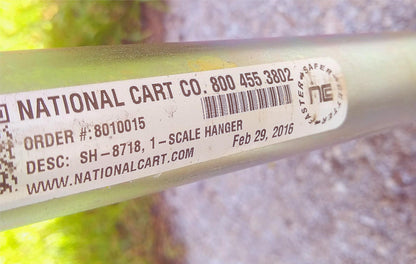 NATIONAL CART CO. 800 455 3802
ORDER #:8010015
DESC: SH-8718, 1-SCALE HANGER
WWW.NATIONALCART.COM
Feb 29, 2016
FASTER SAFER BETTER
NC